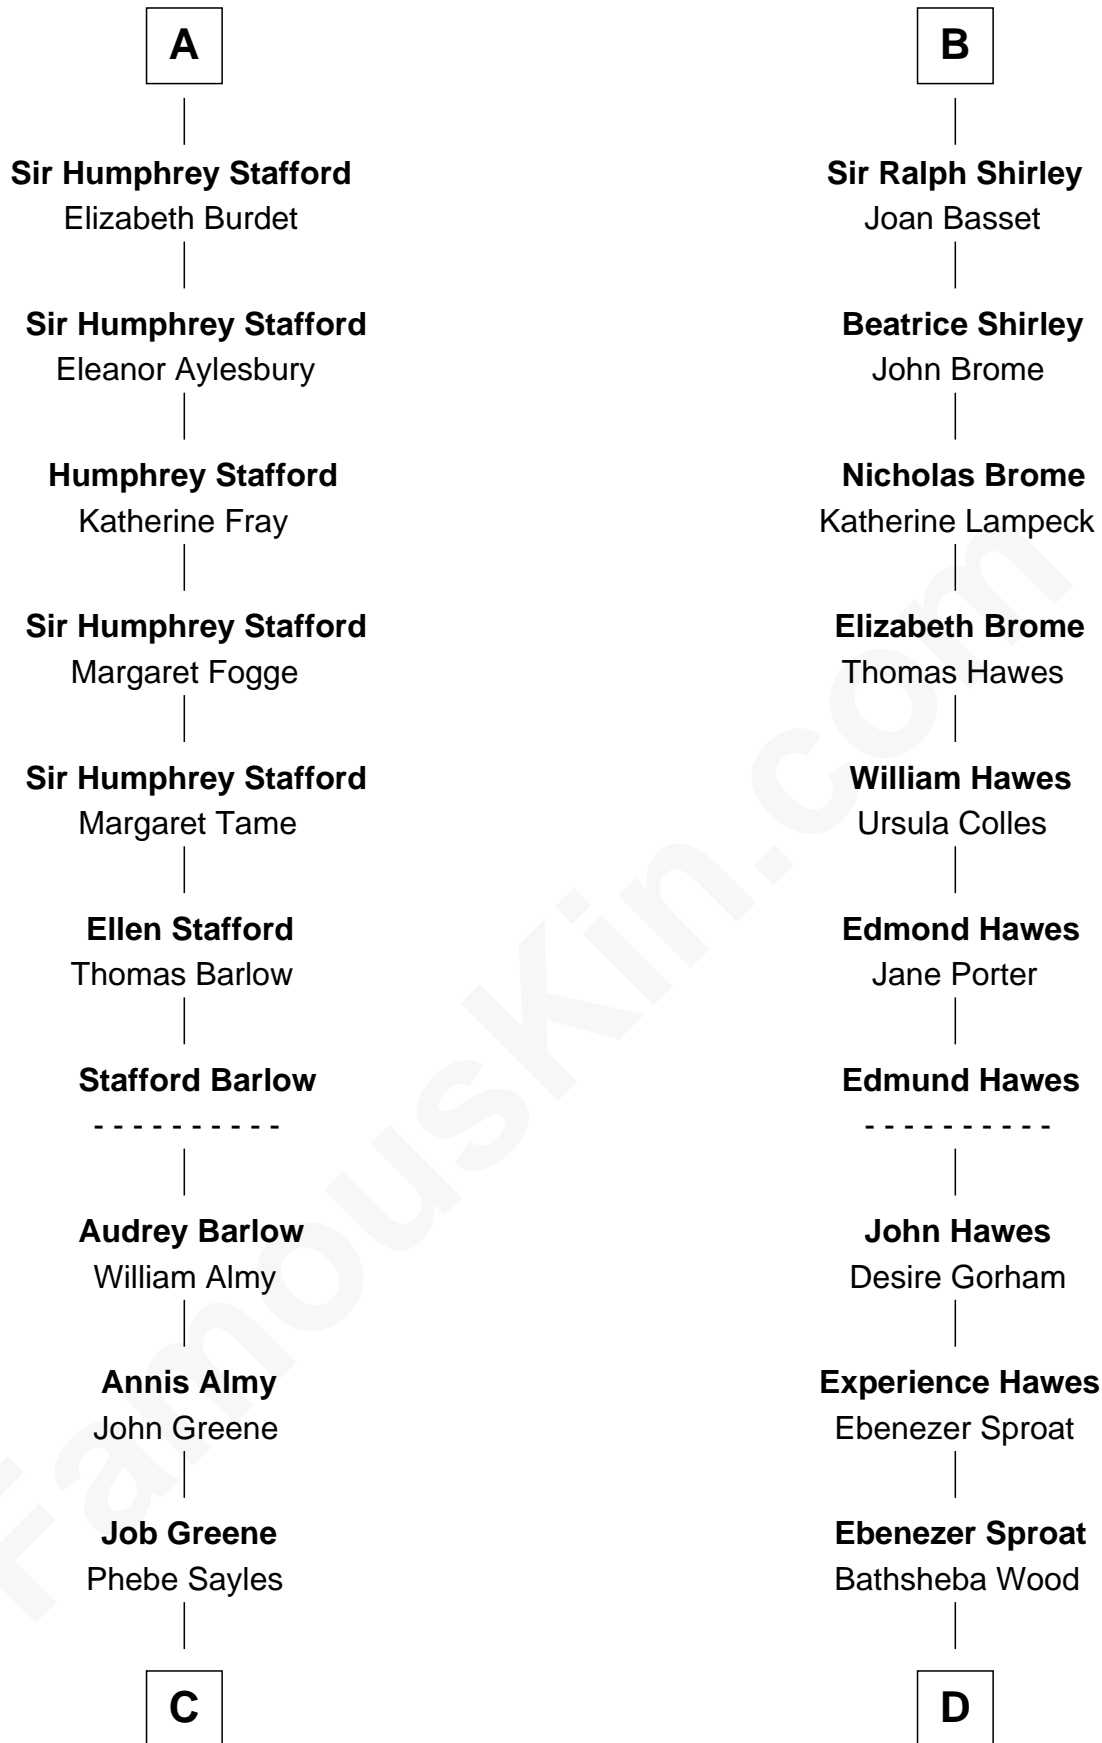 A
Sir Humphrey Stafford
Elizabeth Burdet
Sir Humphrey Stafford
Eleanor Aylesbury
Humphrey Stafford
Katherine Fray
Sir Humphrey Stafford
Margaret Fogge
Sir Humphrey Stafford
Margaret Tame
Ellen Stafford
Thomas Barlow
Stafford Barlow
- - - - - - - - - -
Audrey Barlow
William Almy
Annis Almy
John Greene
Job Greene
Phebe Sayles
C
B
Sir Ralph Shirley
Joan Basset
Beatrice Shirley
John Brome
Nicholas Brome
Katherine Lampeck
Elizabeth Brome
Thomas Hawes
William Hawes
Ursula Colles
Edmond Hawes
Jane Porter
Edmund Hawes
- - - - - - - - - -
John Hawes
Desire Gorham
Experience Hawes
Ebenezer Sproat
Ebenezer Sproat
Bathsheba Wood
D
FamousKin.com